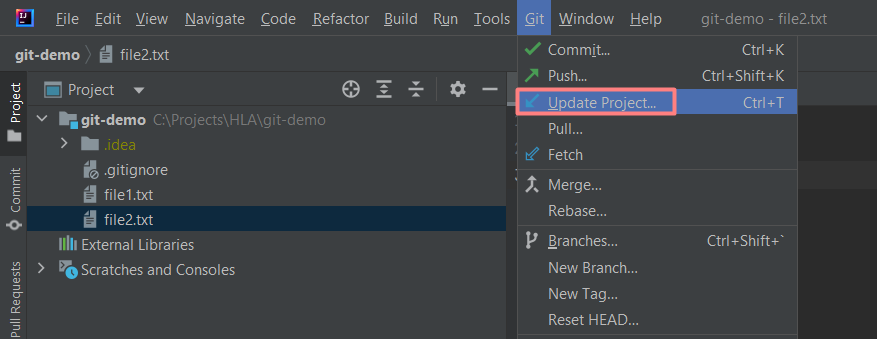 File Edit View Navigate Code Refactor Build Run Tools Git Window Help git-demo - file2.txt
git-demo file2.txt
Project
git-demo C:\Projects\HLA\git-demo
.idea
.gitignore
file1.txt
file2.txt
External Libraries
Scratches and Consoles
Project
Commit
Pull Requests
Commit... Ctrl+K
Push... Ctrl+Shift+K
Update Project... Ctrl+T
Pull...
Fetch
Merge...
Rebase...
Branches... Ctrl+Shift+`
New Branch...
New Tag...
Reset HEAD...